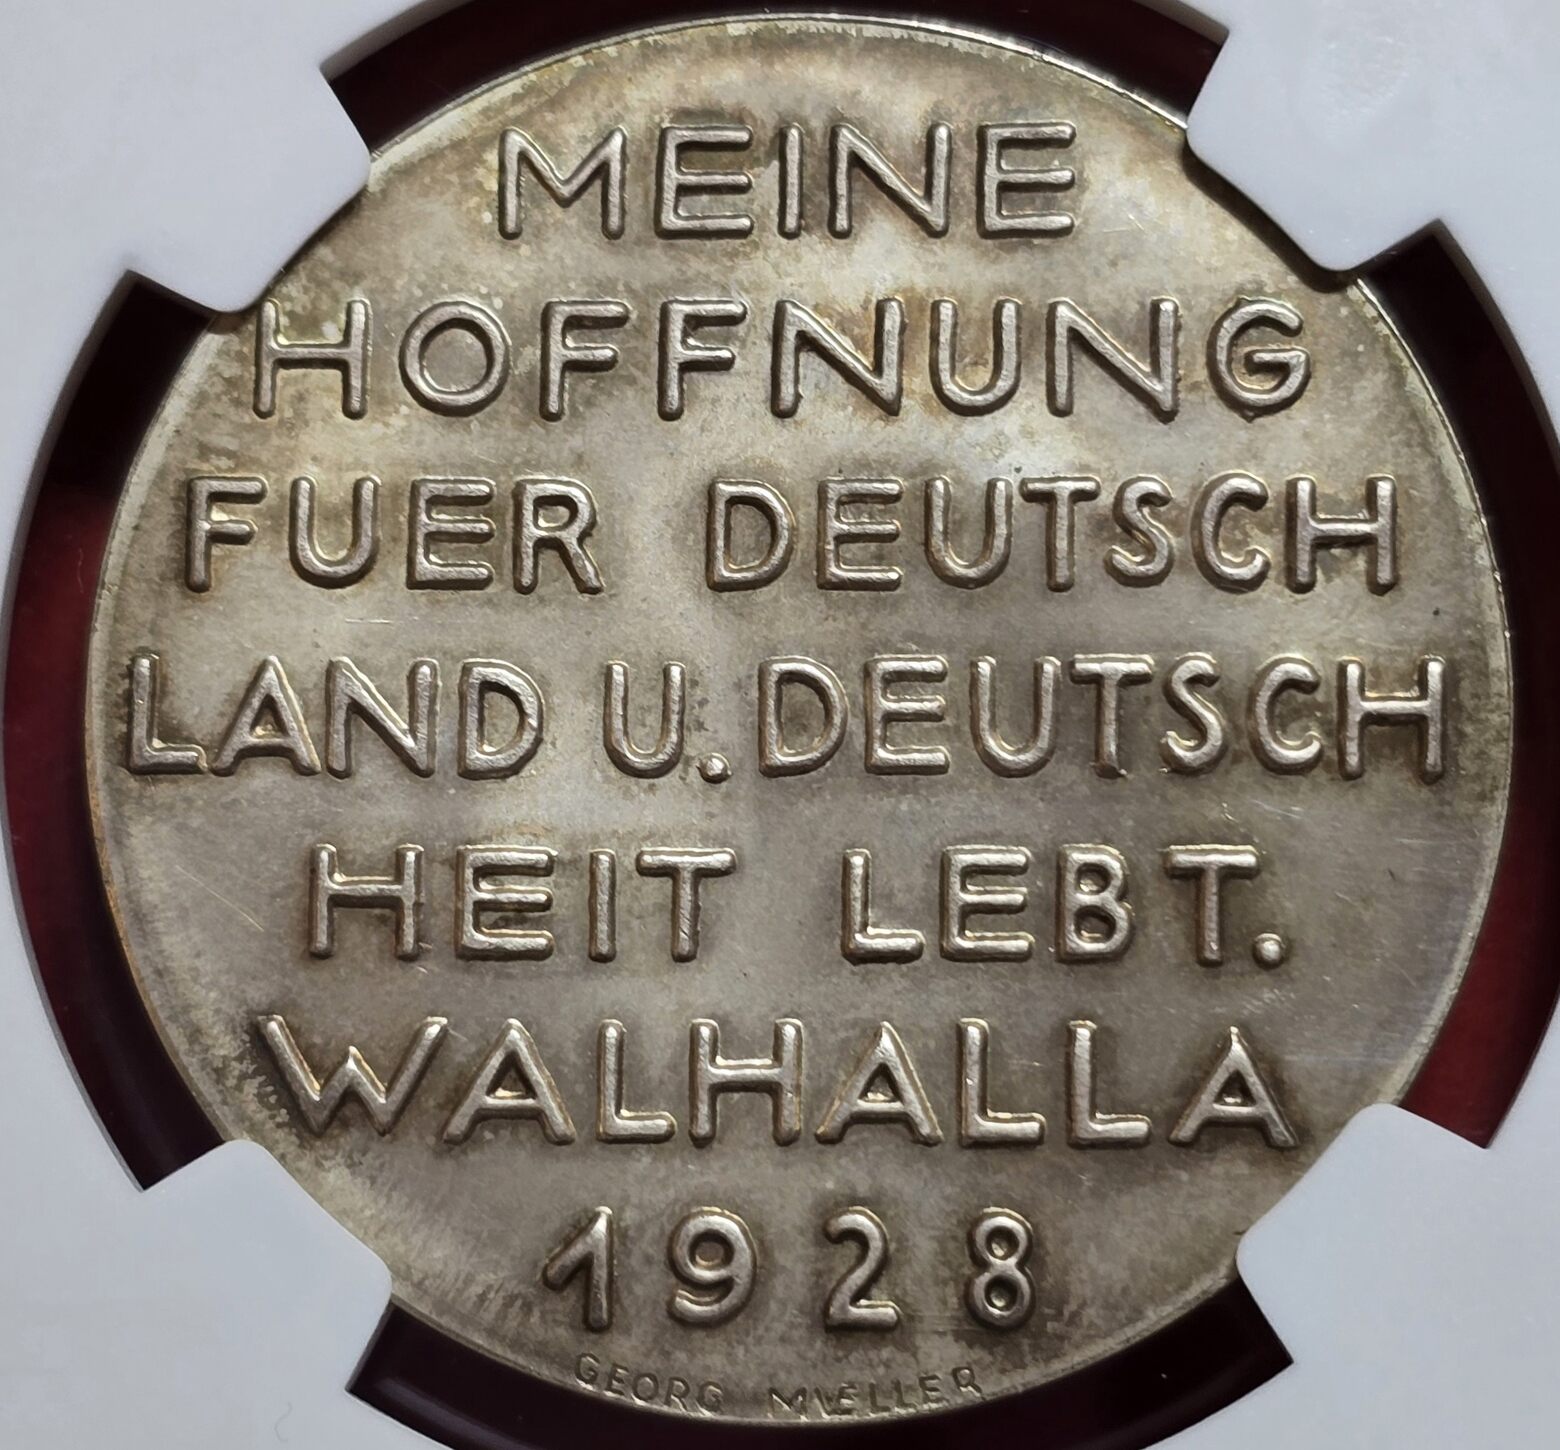 MEINE
HOFFNUNG
FUER DEUTSCH
LAND U. DEUTSCH
HEIT LEBT.
WALHALLA
1928
GEORG MUELLER